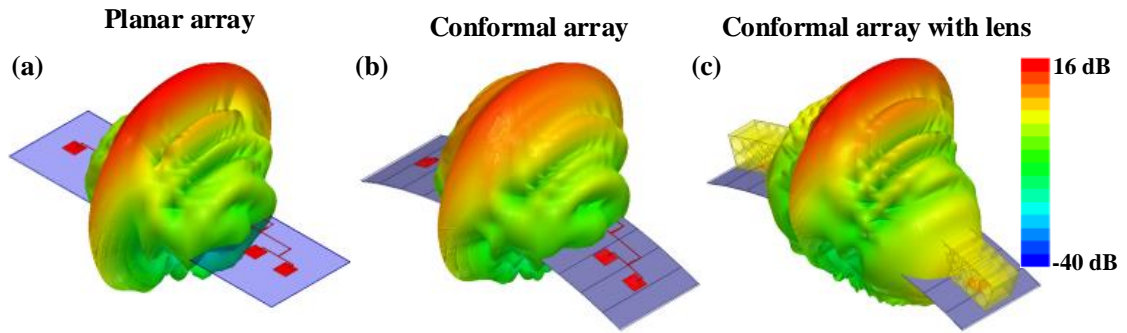 Planar array
Conformal array
Conformal array with lens
(a)
(b)
(c)
16 dB
-40 dB